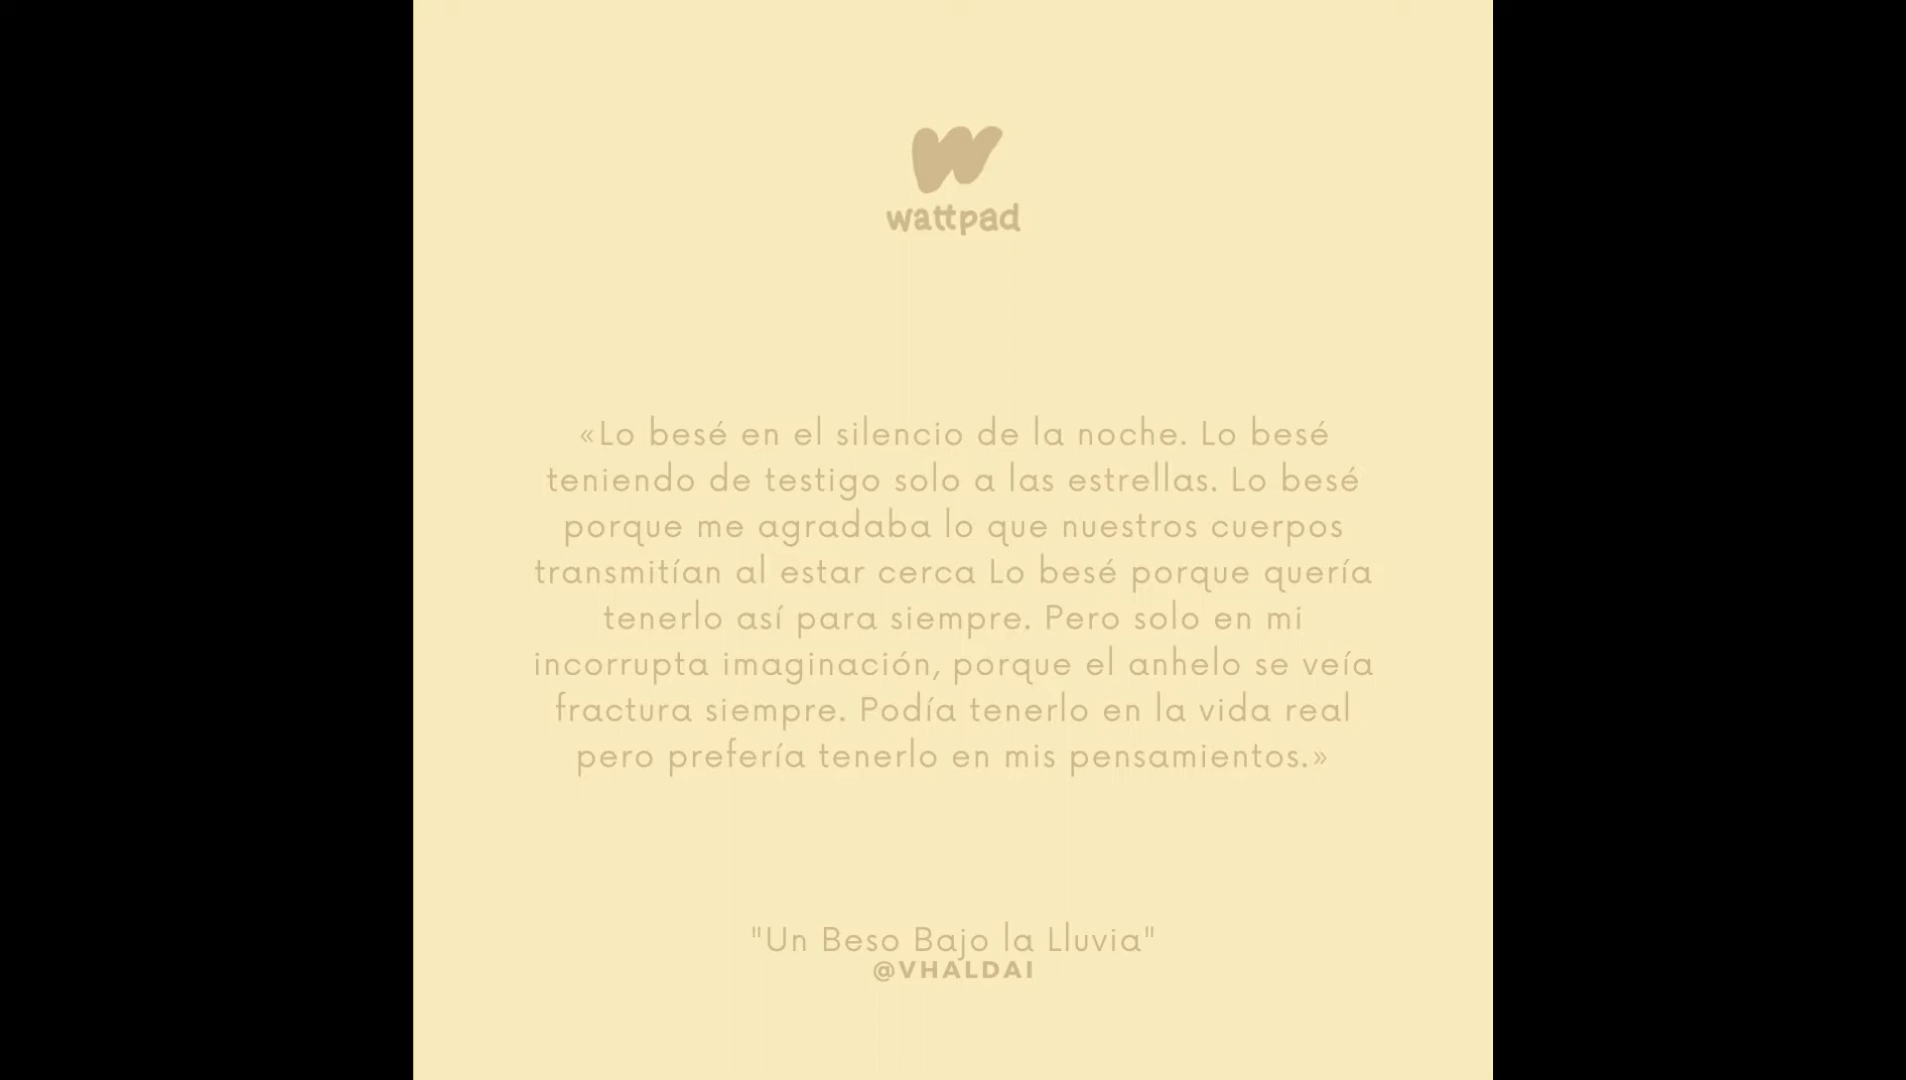 wattpad
«Lo besé en el silencio de la noche. Lo besé
teniendo de testigo solo a las estrellas. Lo besé
porque me agradaba lo que nuestros cuerpos
transmitían al estar cerca Lo besé porque quería
tenerlo así para siempre. Pero solo en mi
incorrupta imaginación, porque el anhelo se veía
fractura siempre. Podía tenerlo en la vida real
pero prefería tenerlo en mis pensamientos.»
"Un Beso Bajo la Lluvia"
@VHALDAI